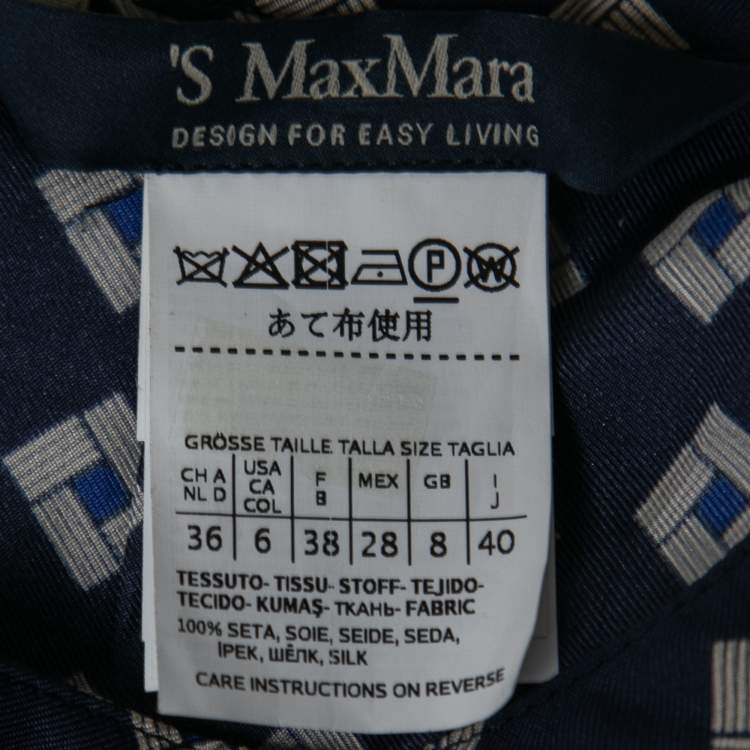 'S MaxMara
DESIGN FOR EASY LIVING
P W
あて布使用
GRÖSSE TAILLE TALLA SIZE TAGLIA
CH A NL D USA CA COL F B MEX GB I J
36 6 38 28 8 40
TESSUTO- TISSU- STOFF- TEJIDO-
TECIDO- KUMAŞ- ТКАНЬ- FABRIC
100% SETA, SOIE, SEIDE, SEDA,
İPEK, ШЁЛК, SILK
CARE INSTRUCTIONS ON REVERSE